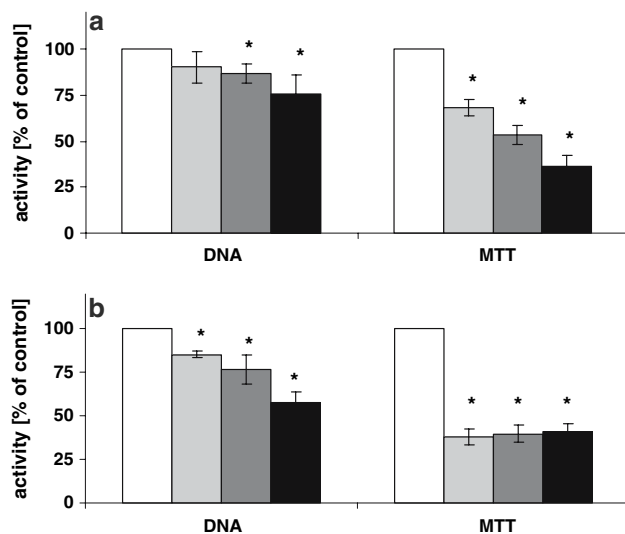 a
activity [% of control]
100
75
50
25
0
* *
* * *
DNA MTT
b
activity [% of control]
100
75
50
25
0
* * *
* * *
DNA MTT